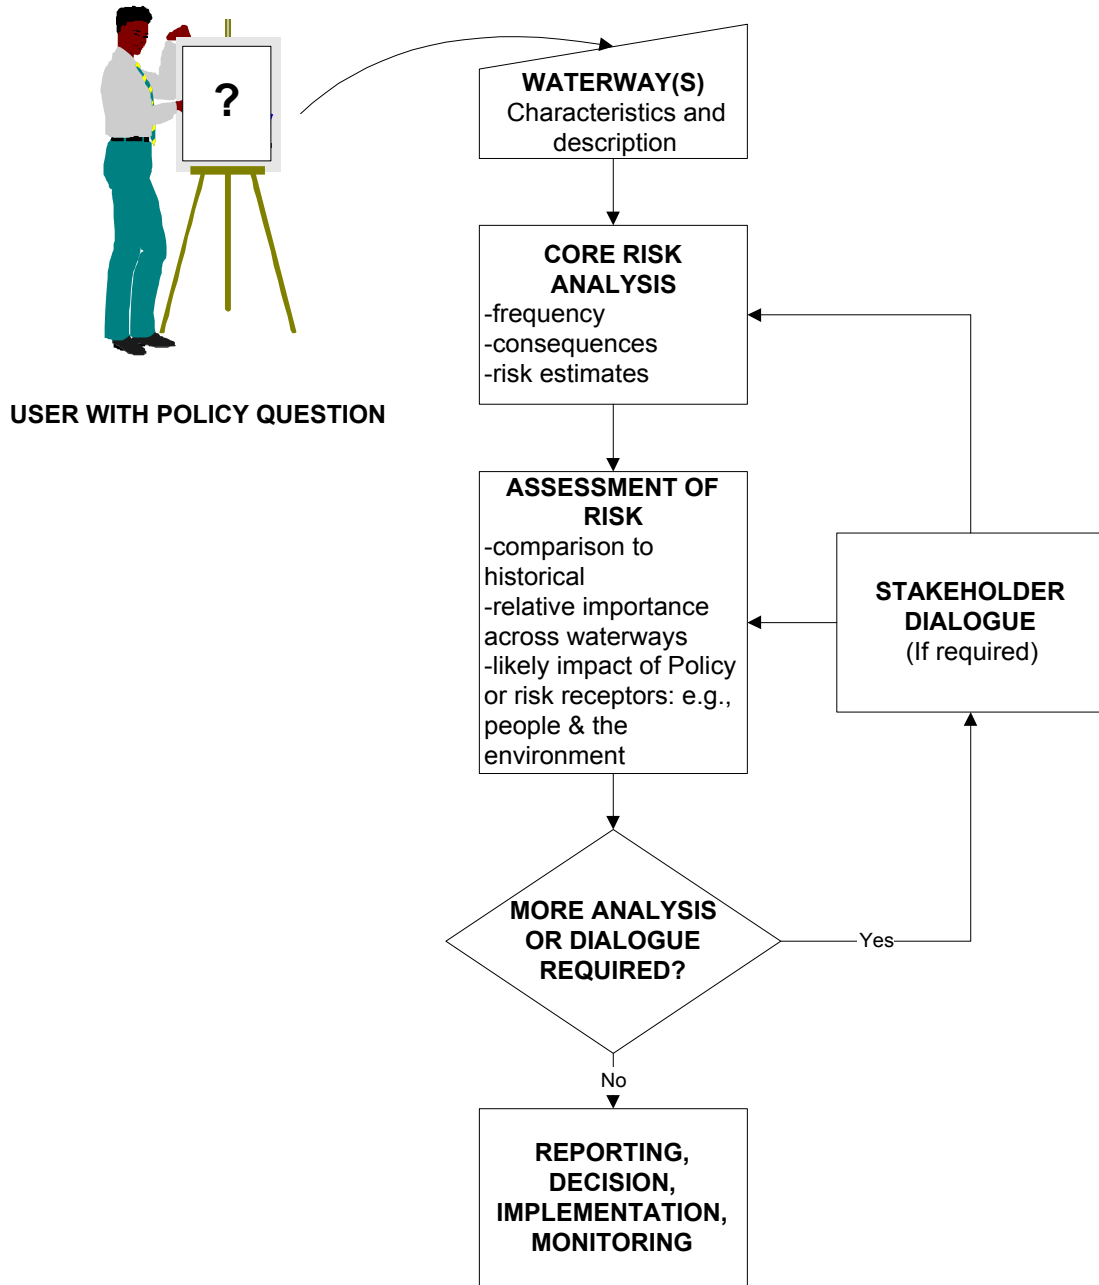 ?
USER WITH POLICY QUESTION
WATERWAY(S)
Characteristics and
description
CORE RISK
ANALYSIS
-frequency
-consequences
-risk estimates
ASSESSMENT OF
RISK
-comparison to
historical
-relative importance
across waterways
-likely impact of Policy
or risk receptors: e.g.,
people & the
environment
STAKEHOLDER
DIALOGUE
(If required)
MORE ANALYSIS
OR DIALOGUE
REQUIRED?
Yes
No
REPORTING,
DECISION,
IMPLEMENTATION,
MONITORING